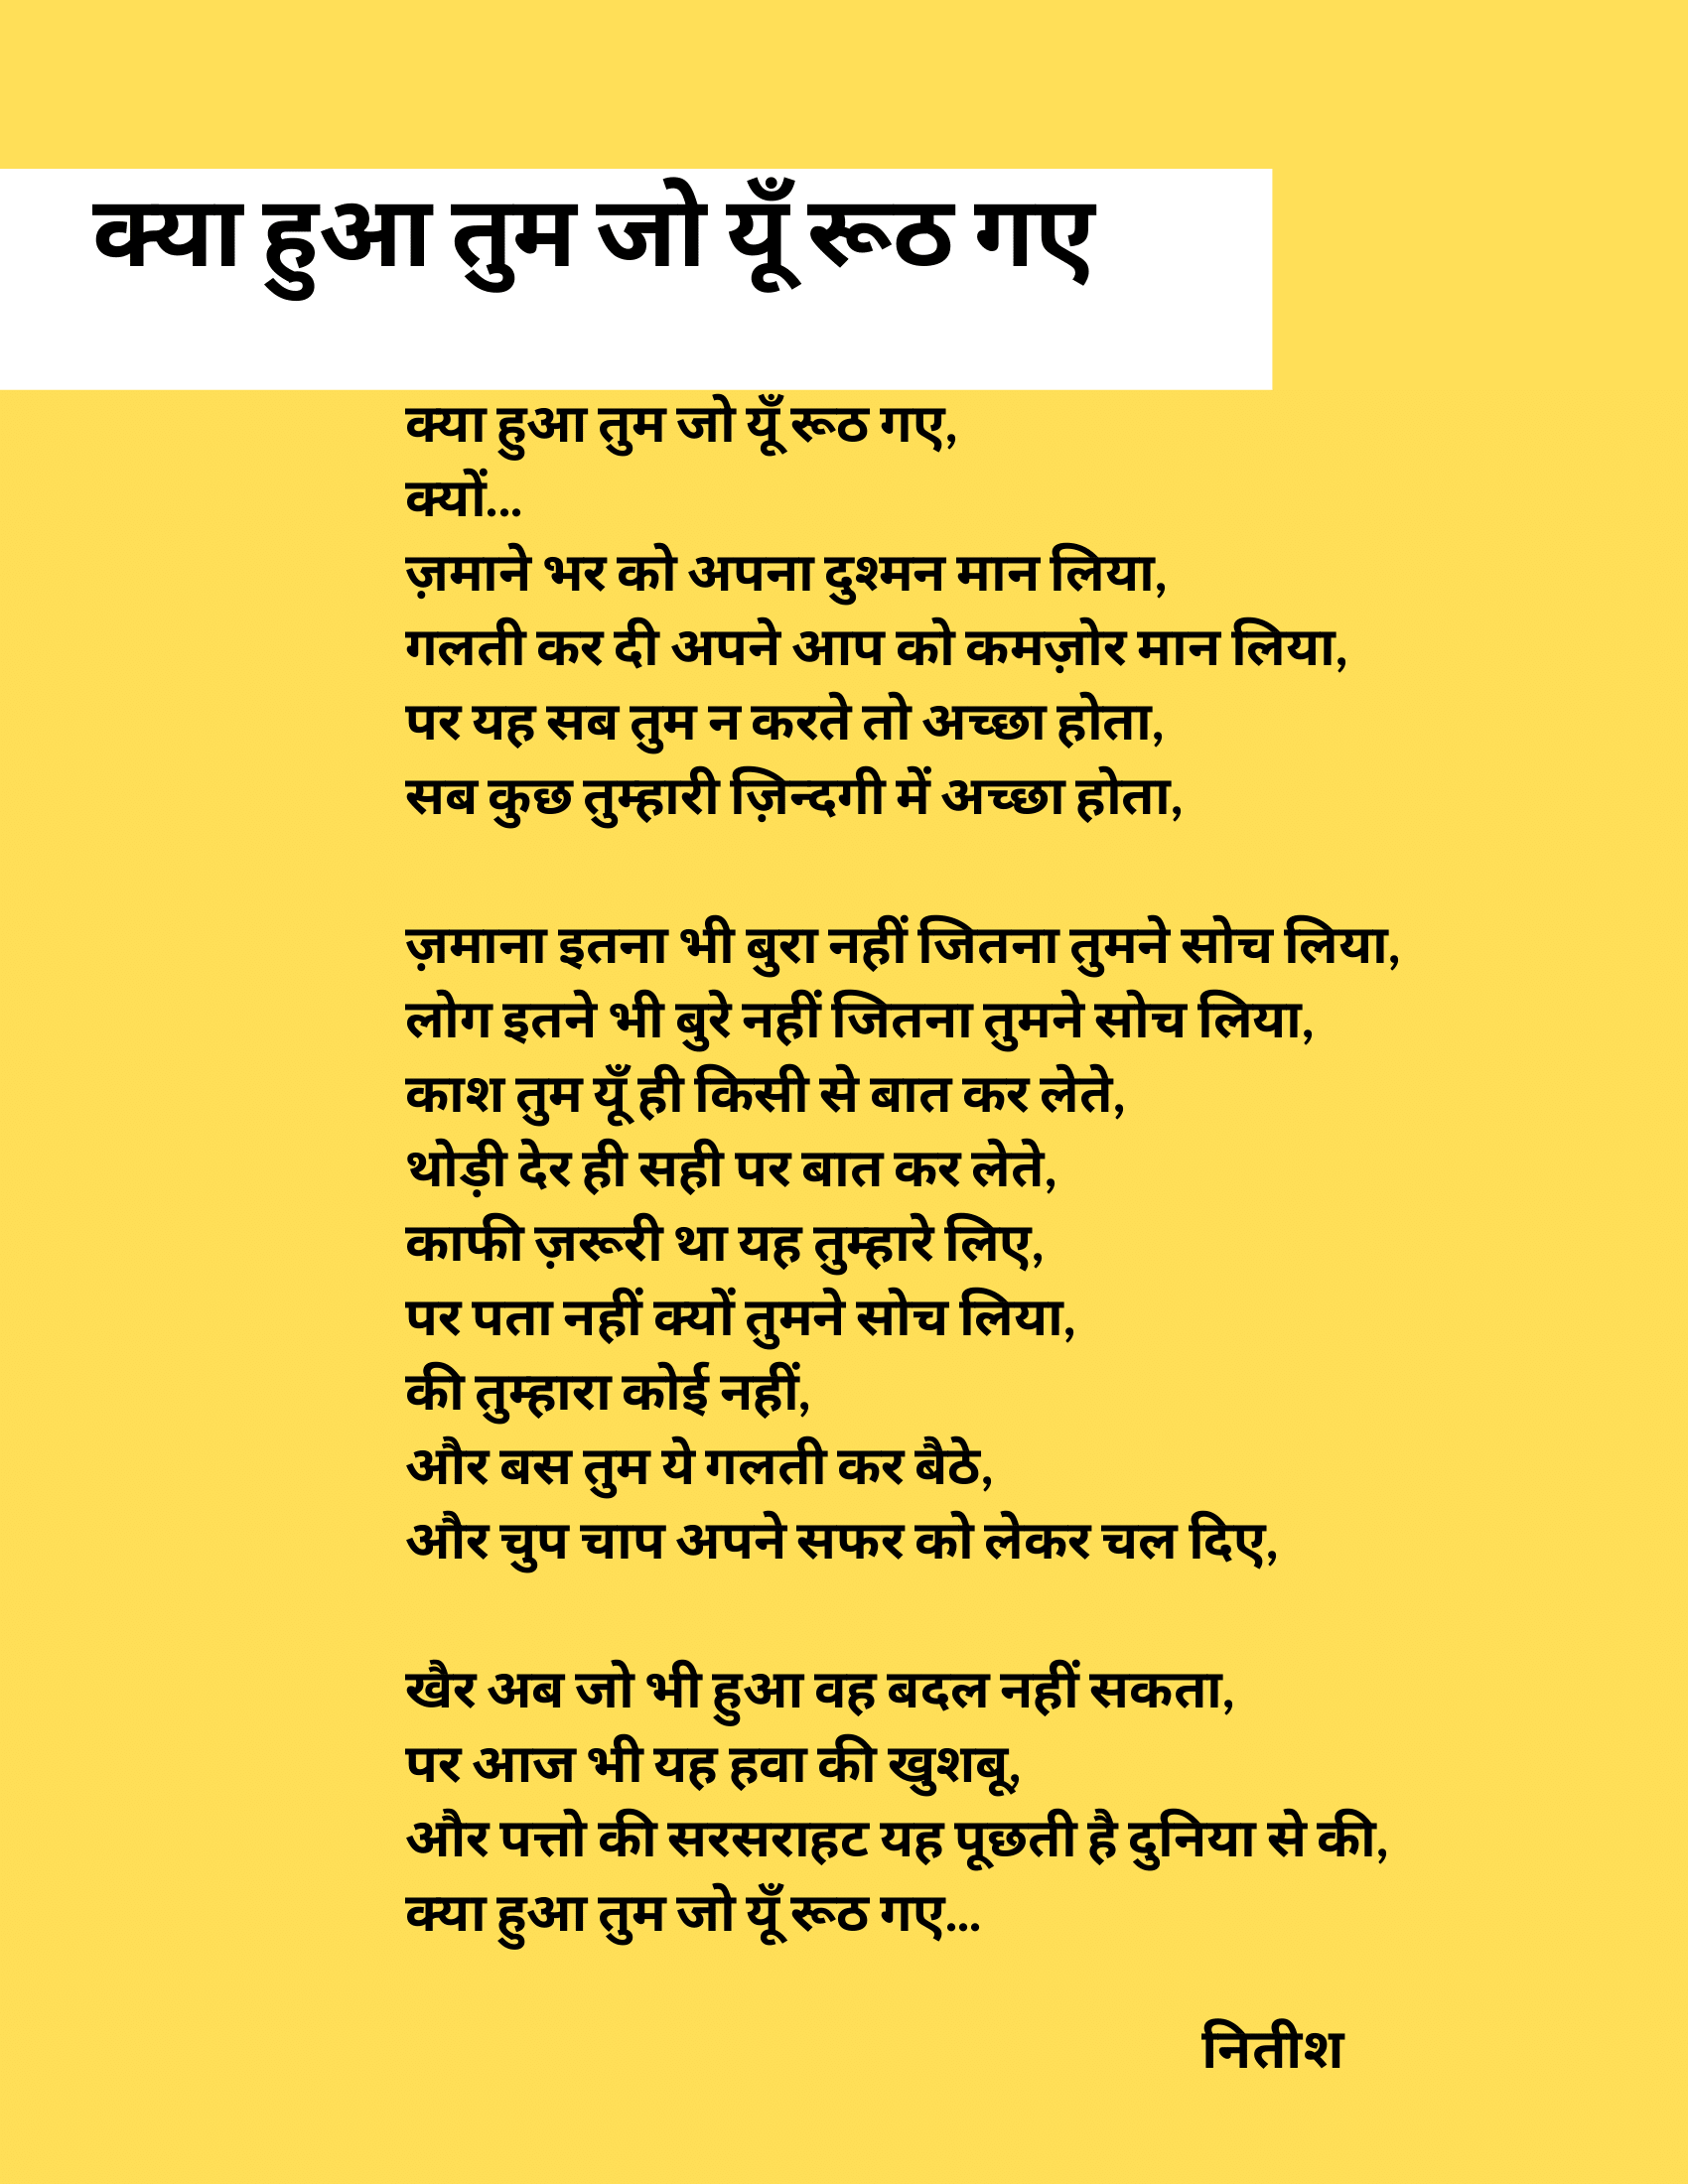 क्या हुआ तुम जो यूँ रूठ गए
क्या हुआ तुम जो यूँ रूठ गए,
क्यों...
ज़माने भर को अपना दुश्मन मान लिया,
गलती कर दी अपने आप को कमज़ोर मान लिया,
पर यह सब तुम न करते तो अच्छा होता,
सब कुछ तुम्हारी ज़िन्दगी में अच्छा होता,
ज़माना इतना भी बुरा नहीं जितना तुमने सोच लिया,
लोग इतने भी बुरे नहीं जितना तुमने सोच लिया,
काश तुम यूँ ही किसी से बात कर लेते,
थोड़ी देर ही सही पर बात कर लेते,
काफी ज़रूरी था यह तुम्हारे लिए,
पर पता नहीं क्यों तुमने सोच लिया,
की तुम्हारा कोई नहीं,
और बस तुम ये गलती कर बैठे,
और चुप चाप अपने सफर को लेकर चल दिए,
खैर अब जो भी हुआ वह बदल नहीं सकता,
पर आज भी यह हवा की खुशबू,
और पत्तो की सरसराहट यह पूछती है दुनिया से की,
क्या हुआ तुम जो यूँ रूठ गए...
नितीश